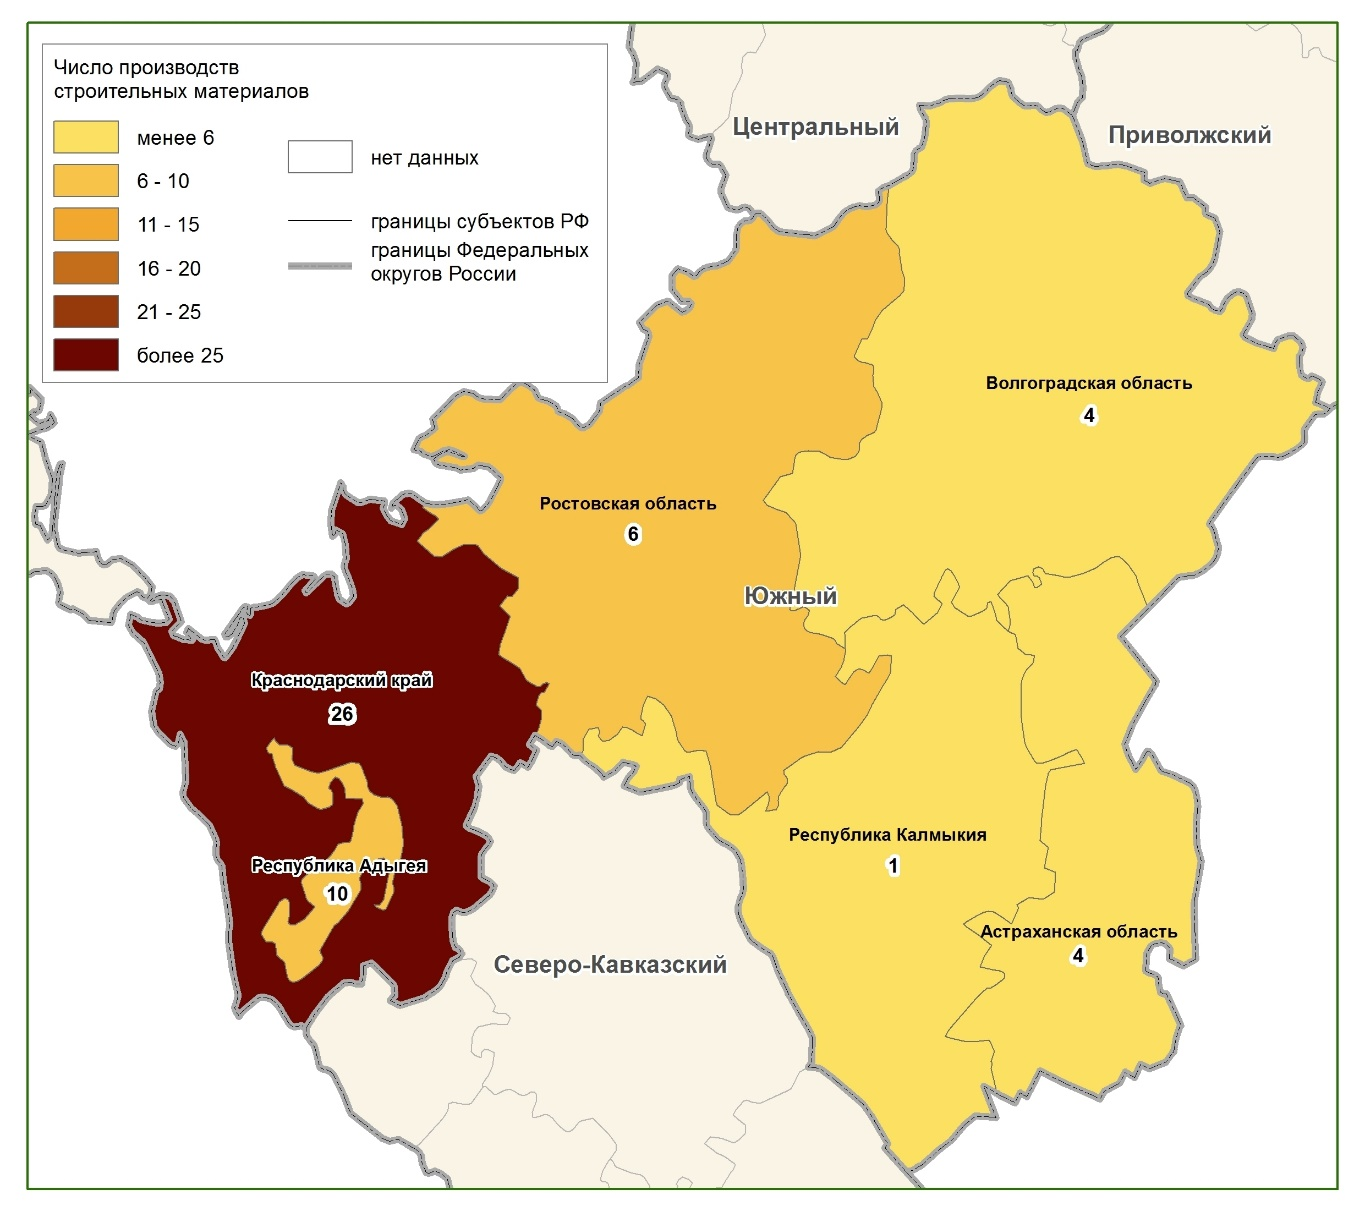 Число производств
строительных материалов
менее 6
6 - 10
11 - 15
16 - 20
21 - 25
более 25
нет данных
границы субъектов РФ
границы Федеральных
округов России
Центральный
Приволжский
Волгоградская область
4
Ростовская область
6
Южный
Краснодарский край
26
Республика Калмыкия
1
Республика Адыгея
10
Астраханская область
4
Северо-Кавказский